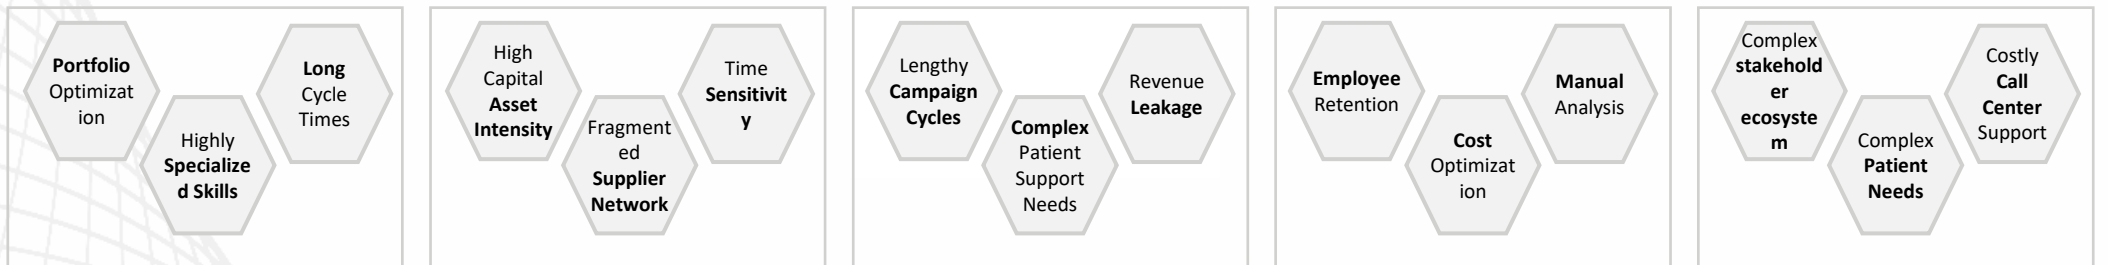 Portfolio
Optimizat
ion
Highly
Specialize
d Skills
Long
Cycle
Times
High
Capital
Asset
Intensity
Fragment
ed
Supplier
Network
Time
Sensitivit
y
Lengthy
Campaign
Cycles
Complex
Patient
Support
Needs
Revenue
Leakage
Employee
Retention
Cost
Optimizat
ion
Manual
Analysis
Complex
stakehold
er
ecosyste
m
Complex
Patient
Needs
Costly
Call
Center
Support